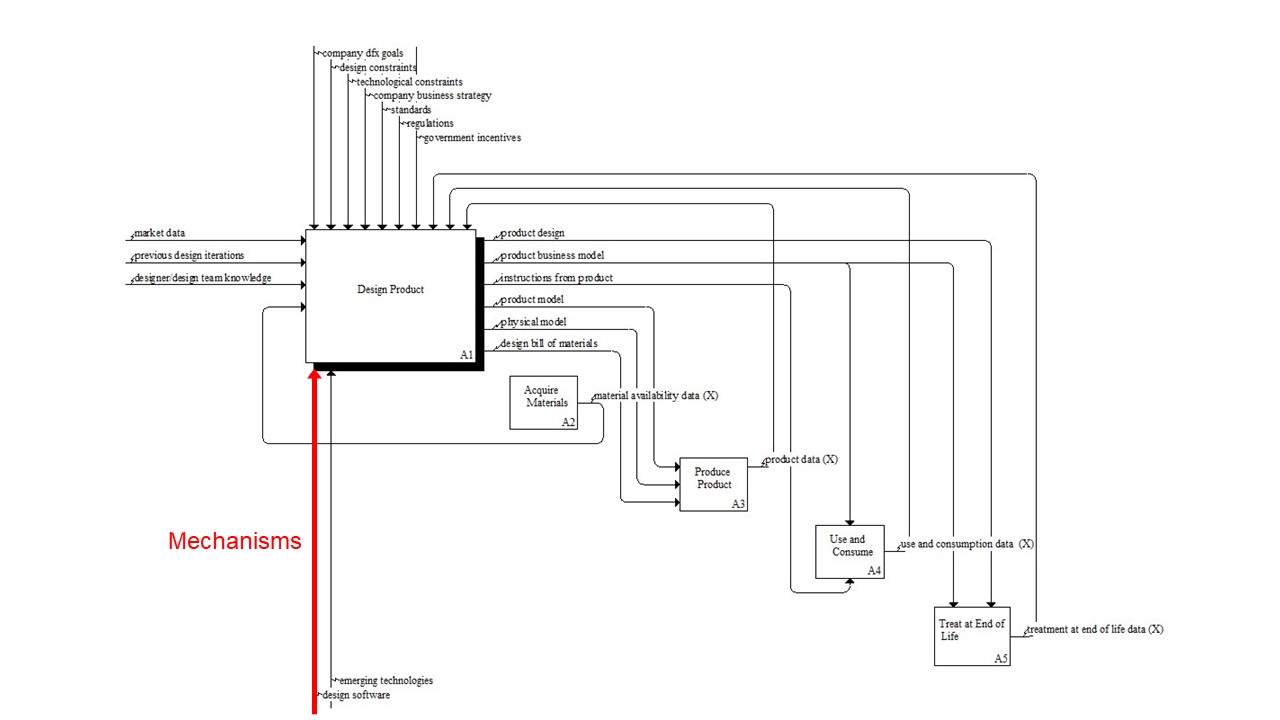 company dfx goals
design constraints
technological constraints
company business strategy
standards
regulations
government incentives
market data
previous design iterations
designer/design team knowledge
Design Product
A1
product design
product business model
instructions from product
product model
physical model
design bill of materials
Acquire
Materials
A2
material availability data (X)
Produce
Product
A3
product data (X)
Mechanisms
Use and
Consume
A4
use and consumption data (X)
Treat at End of
Life
A5
treatment at end of life data (X)
emerging technologies
design software